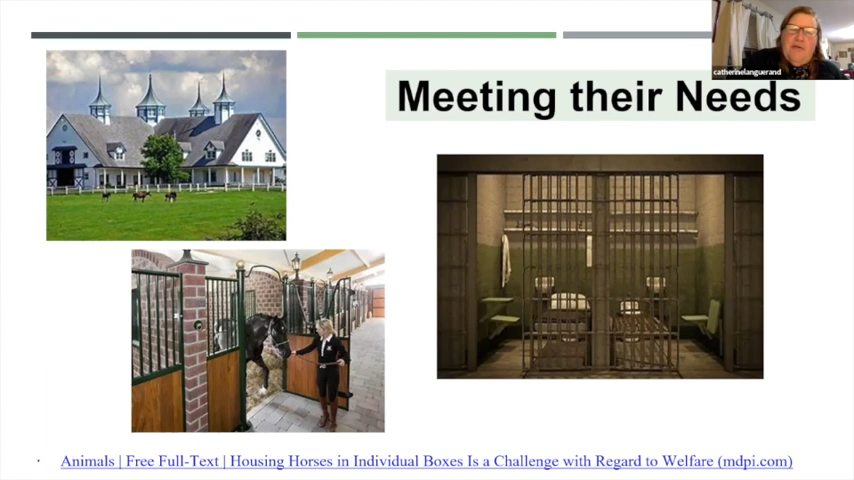 catherinelanguerand
Meeting their Needs
Animals | Free Full-Text | Housing Horses in Individual Boxes Is a Challenge with Regard to Welfare (mdpi.com)